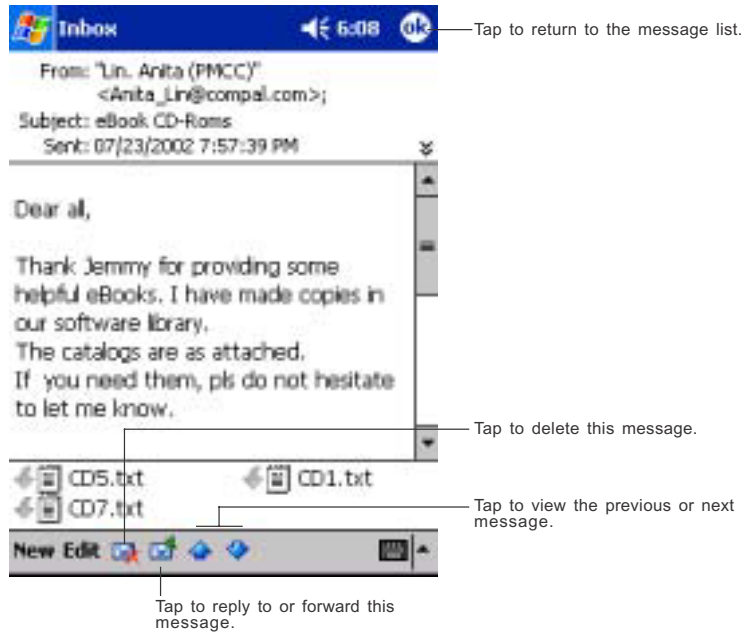 Inbox 6:08 ok
Tap to return to the message list.
From: "Lin. Anita (PMCC)"
<Anita_Lin@compal.com>;
Subject: eBook CD-Roms
Sent: 07/23/2002 7:57:39 PM
Dear all,
Thank Jemmy for providing some
helpful eBooks. I have made copies in
our software library.
The catalogs are as attached.
If you need them, pls do not hesitate
to let me know.
Tap to delete this message.
CD5.txt CD1.txt
CD7.txt
Tap to view the previous or next
message.
New Edit
Tap to reply to or forward this
message.